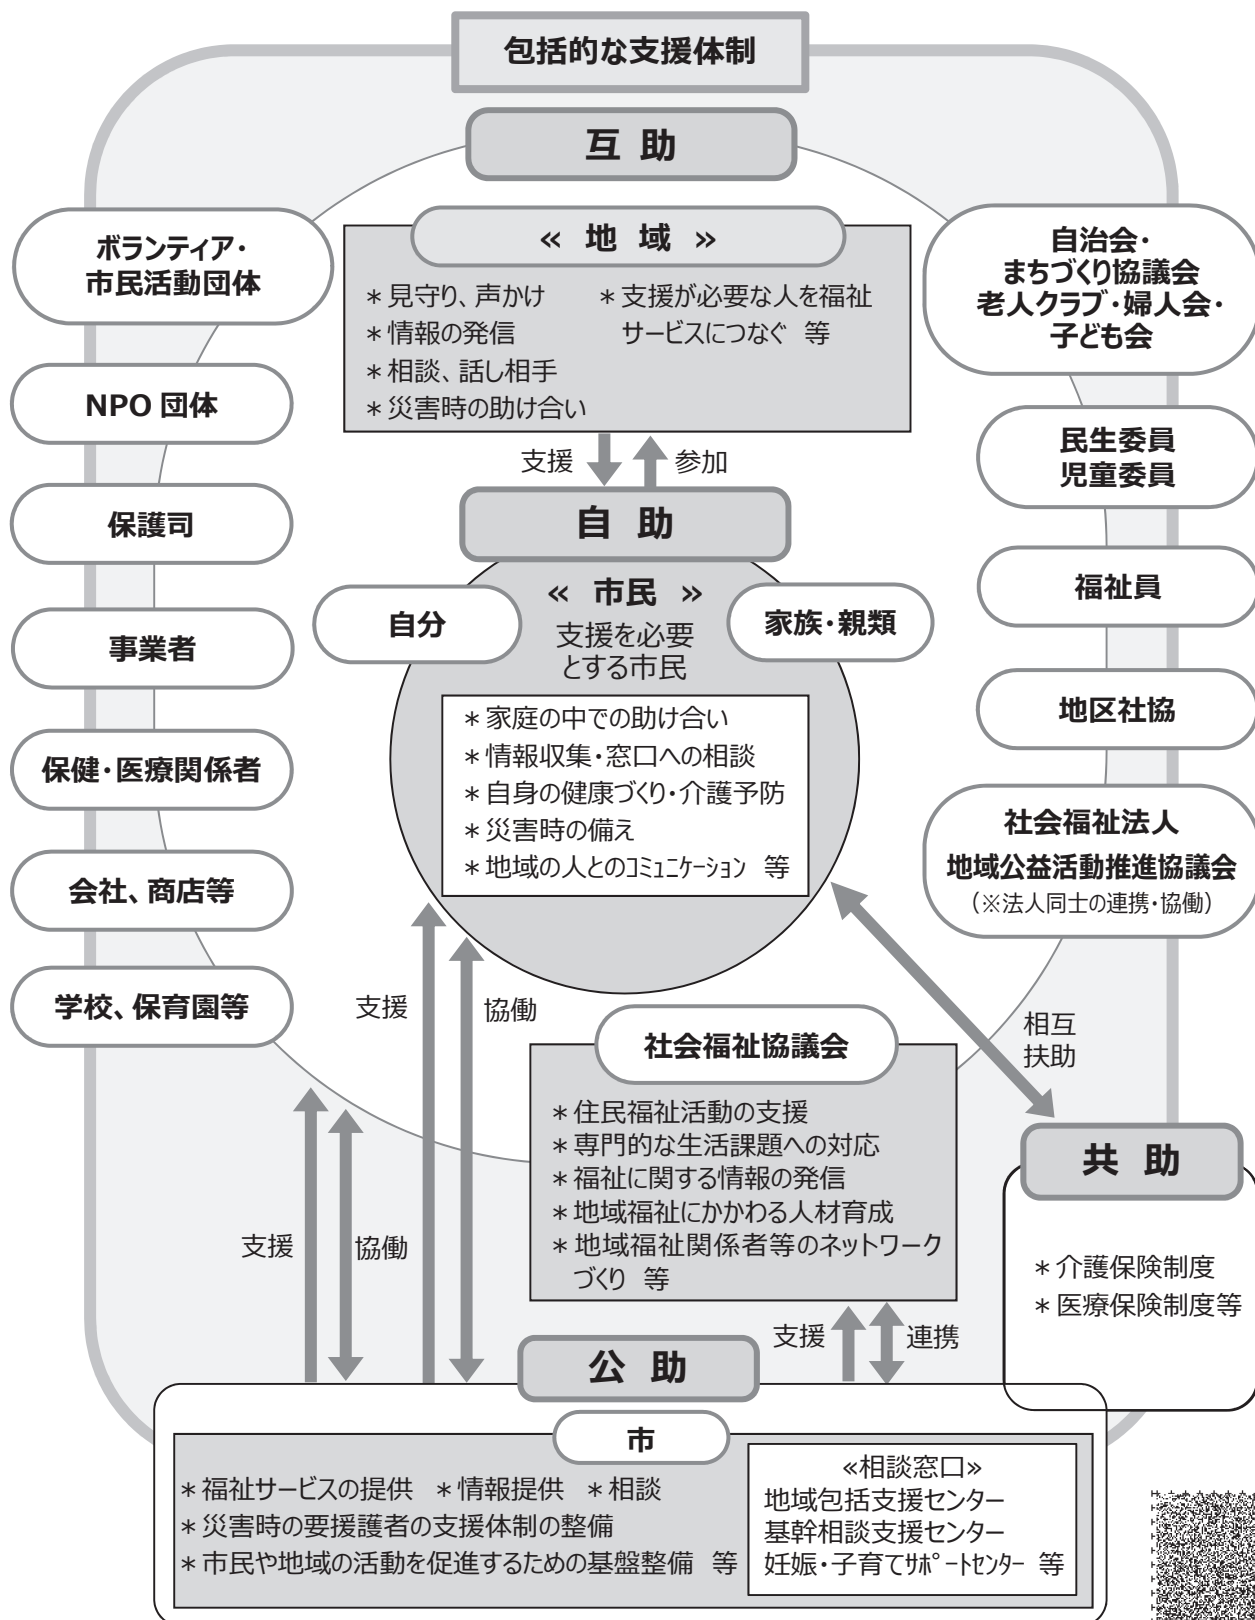 包括的な支援体制
互 助
≪ 地 域 ≫
＊見守り、声かけ
＊情報の発信
＊相談、話し相手
＊災害時の助け合い
＊支援が必要な人を福祉
サービスにつなぐ 等
ボランティア・
市民活動団体
NPO 団体
保護司
事業者
保健・医療関係者
会社、商店等
学校、保育園等
自治会・
まちづくり協議会
老人クラブ・婦人会・
子ども会
民生委員
児童委員
福祉員
地区社協
社会福祉法人
地域公益活動推進協議会
（※法人同士の連携・協働）
支援
参加
自 助
≪ 市民 ≫
自分
家族・親類
支援を必要
とする市民
＊家庭の中での助け合い
＊情報収集・窓口への相談
＊自身の健康づくり・介護予防
＊災害時の備え
＊地域の人とのｺﾐｭﾆｹｰｼｮﾝ 等
支援
協働
相互
扶助
社会福祉協議会
＊住民福祉活動の支援
＊専門的な生活課題への対応
＊福祉に関する情報の発信
＊地域福祉にかかわる人材育成
＊地域福祉関係者等のネットワーク
づくり 等
共 助
＊介護保険制度
＊医療保険制度等
支援
協働
支援
連携
公 助
市
＊福祉サービスの提供 ＊情報提供 ＊相談
＊災害時の要援護者の支援体制の整備
＊市民や地域の活動を促進するための基盤整備 等
≪相談窓口≫
地域包括支援センター
基幹相談支援センター
妊娠・子育てｻﾎﾟｰﾄｾﾝﾀｰ 等